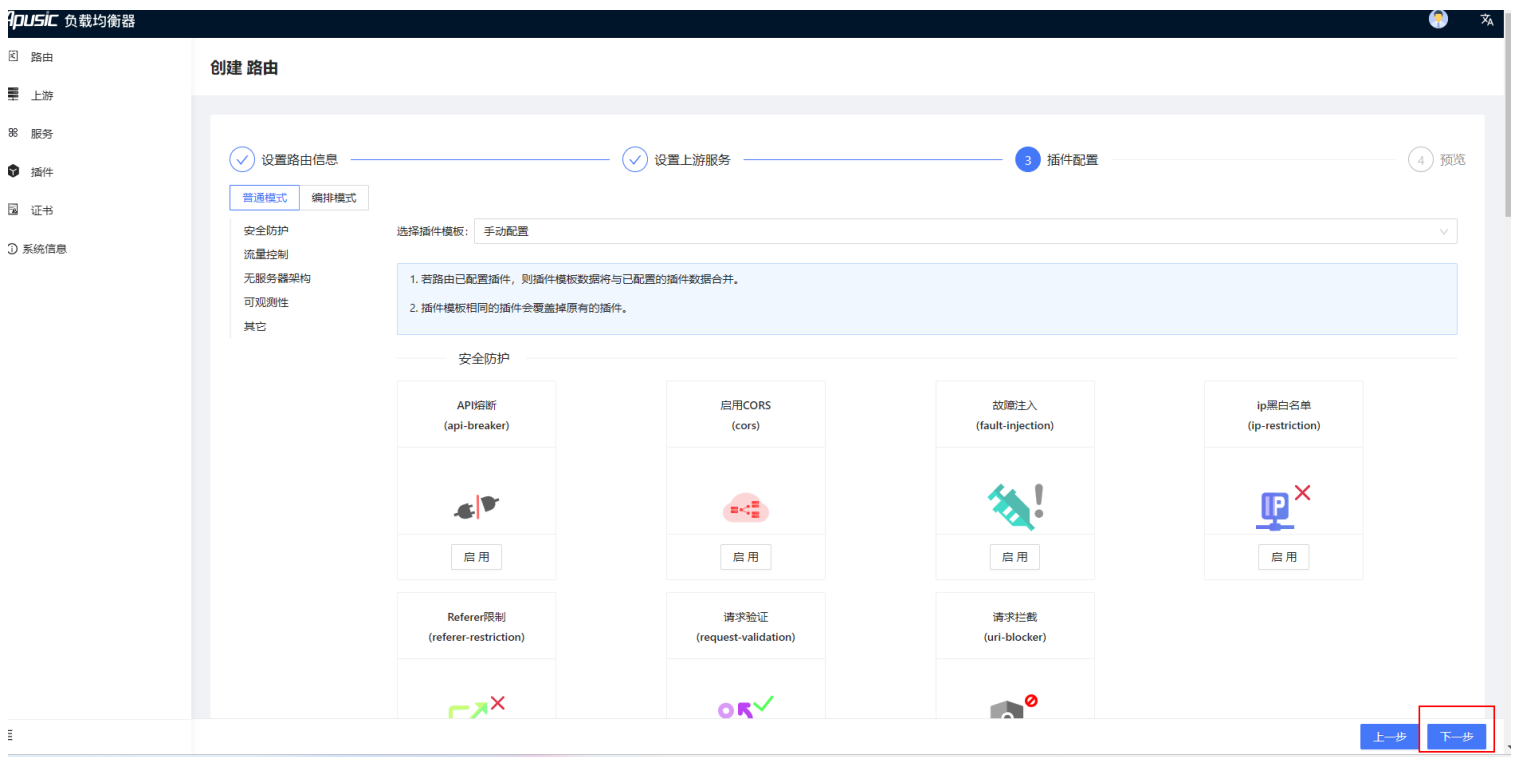 Apusic 负载均衡器
路由
上游
服务
插件
证书
系统信息
创建 路由
设置路由信息
设置上游服务
3 插件配置
4 预览
普通模式 编排模式
安全防护
流量控制
无服务器架构
可观测性
其它
选择插件模板: 手动配置
1. 若路由已配置插件，则插件模板数据将与已配置的插件数据合并。
2. 插件模板相同的插件会覆盖掉原有的插件。
安全防护
API熔断
(api-breaker)
启 用
启用CORS
(cors)
启 用
故障注入
(fault-injection)
启 用
ip黑白名单
(ip-restriction)
IP
启 用
Referer限制
(referer-restriction)
请求验证
(request-validation)
请求拦截
(uri-blocker)
上一步 下一步